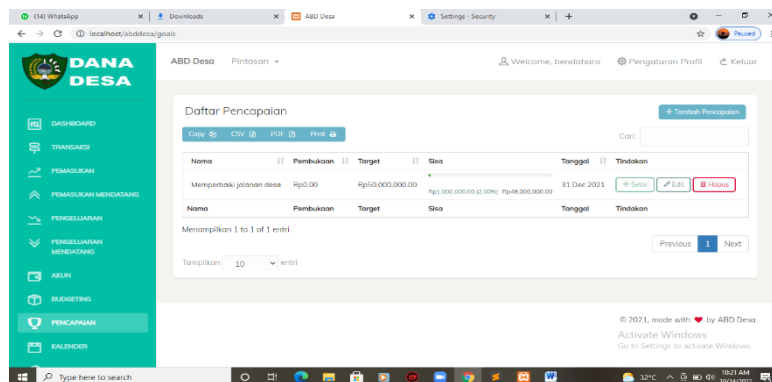 (14) WhatsApp
Downloads
ABD Desa
Settings - Security
localhost/abddesa/goals
Paused
DANA DESA
ABD Desa Pintasan
Welcome, bendahara
Pengaturan Profil
Keluar
DASHBOARD
TRANSAKSI
PEMASUKAN
PEMASUKAN MENDATANG
PENGELUARAN
PENGELUARAN MENDATANG
AKUN
BUDGETING
PENCAPAIAN
KALENDER
Daftar Pencapaian
+ Tambah Pencapaian
Copy CSV PDF Print
Cari:
Nama Pembukaan Target Sisa Tanggal Tindakan
Memperbaiki jalanan desa Rp0.00 Rp50,000,000.00 Rp1,000,000.00 (2.00%) Rp49,000,000.00 31 Dec 2021 + Setor Edit Hapus
Nama Pembukaan Target Sisa Tanggal Tindakan
Menampilkan 1 to 1 of 1 entri
Previous 1 Next
Tampilkan 10 entri
© 2021, made with ❤ by ABD Desa
Activate Windows
Go to Settings to activate Windows.
Type here to search
32°C
10:21 AM
10/14/2021